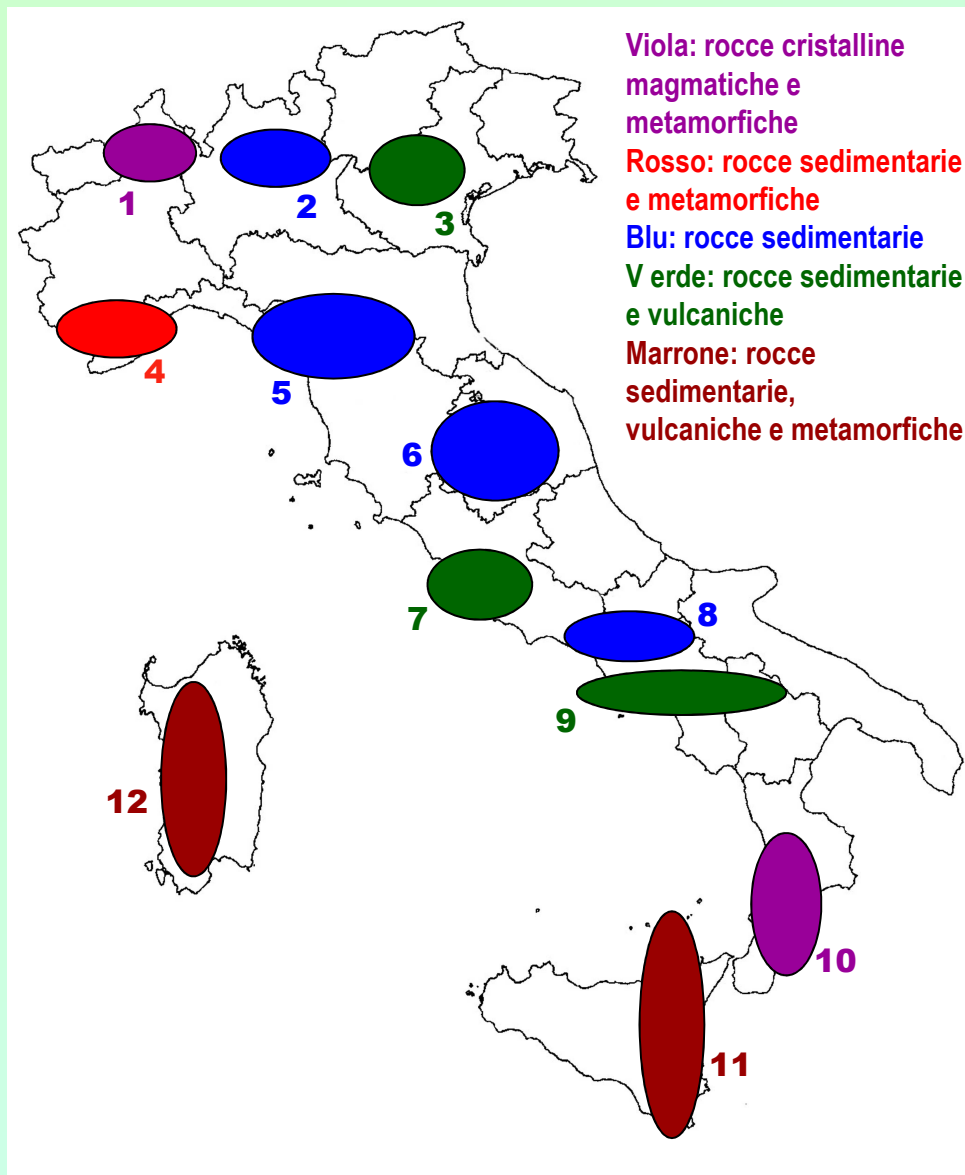 Viola: rocce cristalline
magmatiche e
metamorfiche
Rosso: rocce sedimentarie
e metamorfiche
Blu: rocce sedimentarie
V erde: rocce sedimentarie
e vulcaniche
Marrone: rocce
sedimentarie,
vulcaniche e metamorfiche
1
2
3
4
5
6
7
8
9
10
11
12